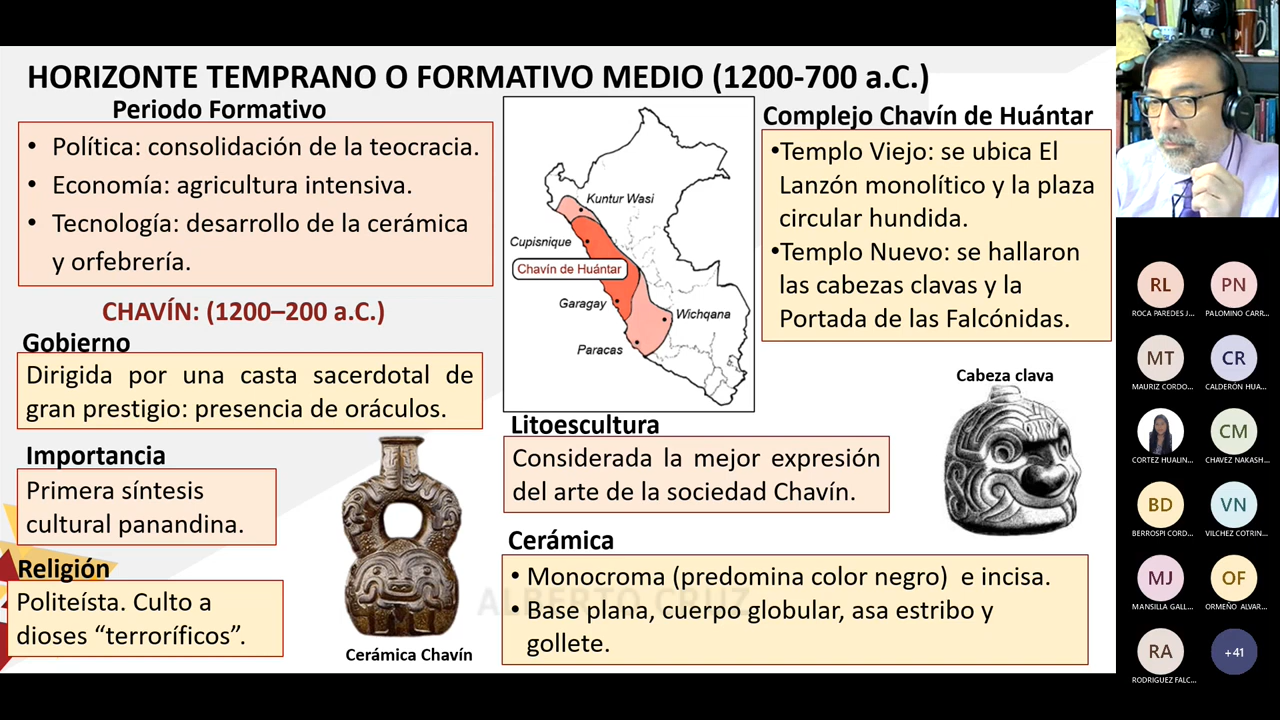 HORIZONTE TEMPRANO O FORMATIVO MEDIO (1200-700 a.C.)
Periodo Formativo
• Política: consolidación de la teocracia.
• Economía: agricultura intensiva.
• Tecnología: desarrollo de la cerámica
y orfebrería.
CHAVÍN: (1200–200 a.C.)
Gobierno
Dirigida por una casta sacerdotal de
gran prestigio: presencia de oráculos.
Importancia
Primera síntesis
cultural panandina.
Religión
Politeísta. Culto a
dioses “terroríficos”.
Cerámica Chavín
Kuntur Wasi
Cupisnique
Chavín de Huántar
Garagay
Wichqana
Paracas
Litoescultura
Considerada la mejor expresión
del arte de la sociedad Chavín.
Cerámica
• Monocroma (predomina color negro) e incisa.
• Base plana, cuerpo globular, asa estribo y
gollete.
ALBERTO CRUZ
Complejo Chavín de Huántar
•Templo Viejo: se ubica El
Lanzón monolítico y la plaza
circular hundida.
•Templo Nuevo: se hallaron
las cabezas clavas y la
Portada de las Falcónidas.
Cabeza clava
RL
PN
ROCA PAREDES J...
PALOMINO CARR...
MT
CR
MAURIZ CORDO...
CALDERÓN HUA...
CM
CORTEZ HUALIN...
CHAVEZ NAKASH...
BD
VN
BERROSPI CORD...
VILCHEZ COTRIN...
MJ
OF
MANSILLA GALL...
ORMEÑO ALVAR...
RA
+41
RODRIGUEZ FALC...